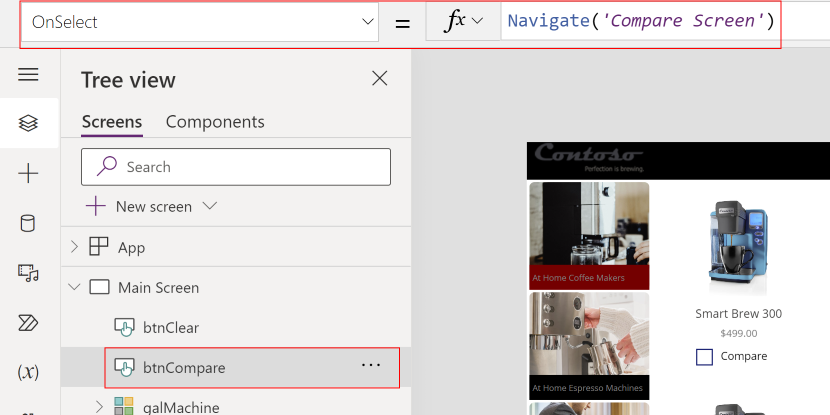 OnSelect = fx Navigate('Compare Screen')
Tree view
Screens Components
Search
New screen
App
Main Screen
btnClear
btnCompare ...
galMachine
(x)
Contoso
Perfection is brewing.
At Home Coffee Makers
Smart Brew 300
$499.00
Compare
At Home Espresso Machines